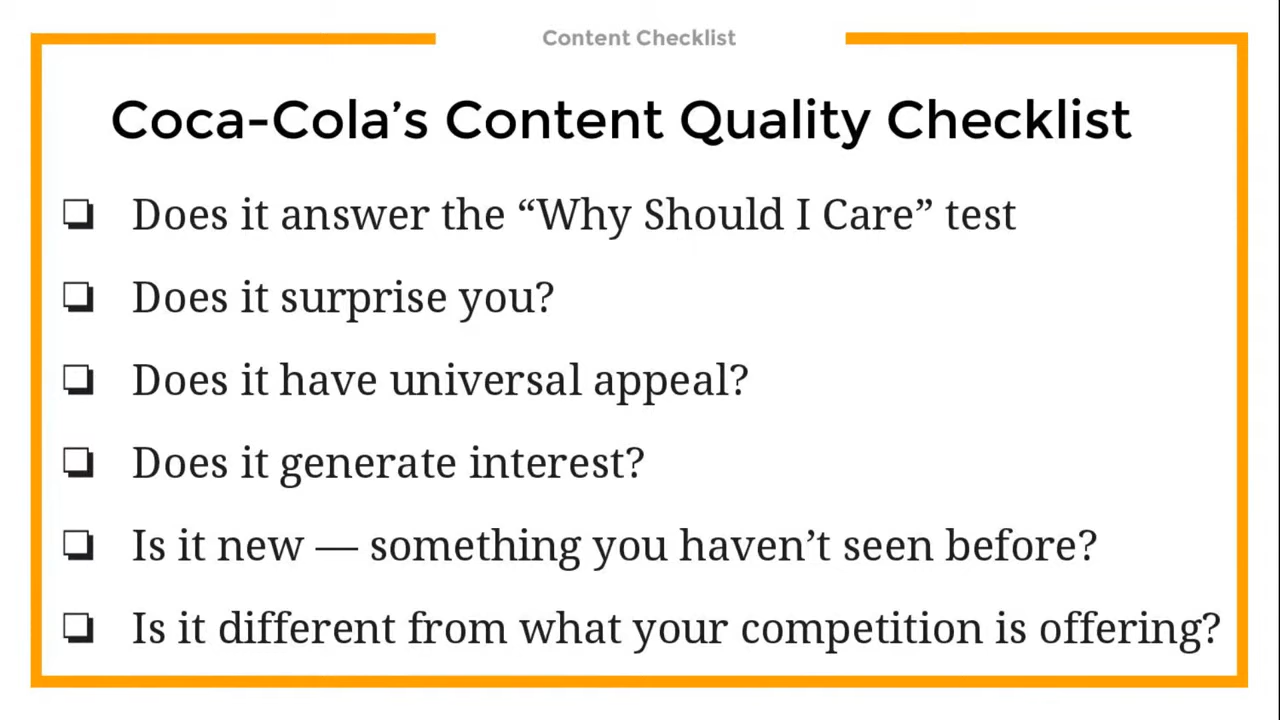 Content Checklist
Coca-Cola’s Content Quality Checklist
❏ Does it answer the “Why Should I Care” test
❏ Does it surprise you?
❏ Does it have universal appeal?
❏ Does it generate interest?
❏ Is it new — something you haven’t seen before?
❏ Is it different from what your competition is offering?